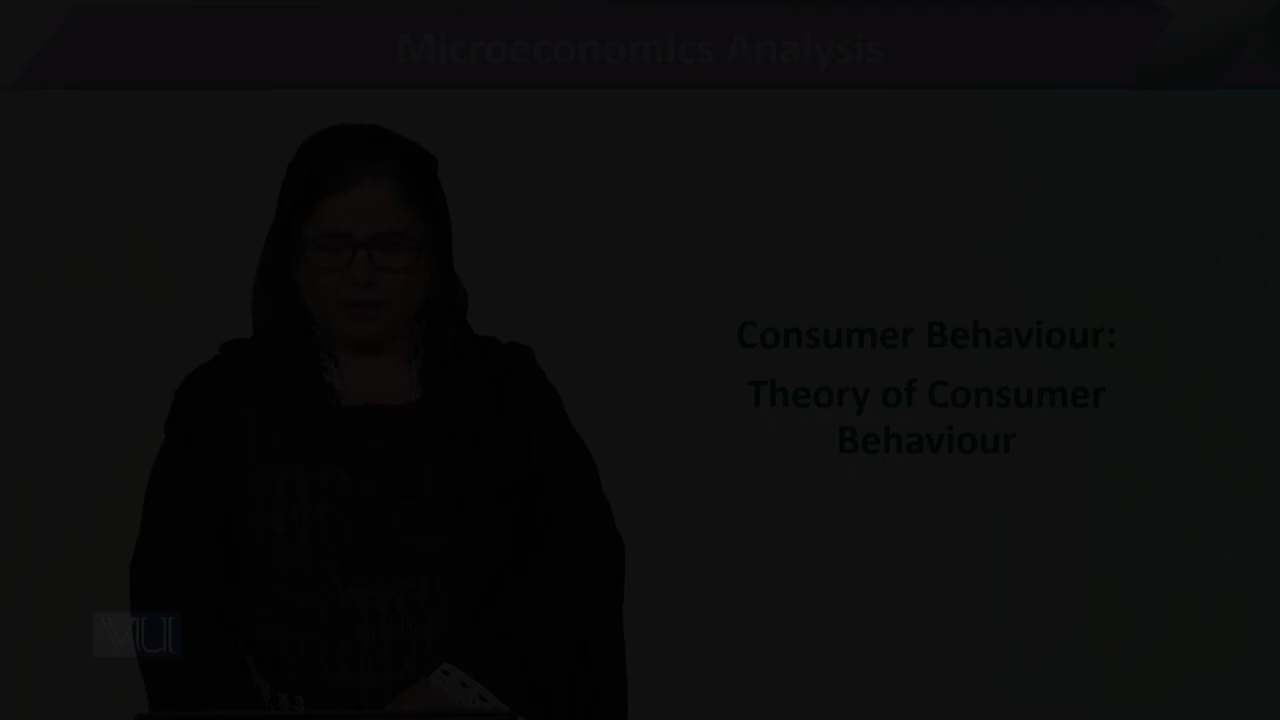 Microeconomics Analysis
Consumer Behaviour:
Theory of Consumer
Behaviour
VU